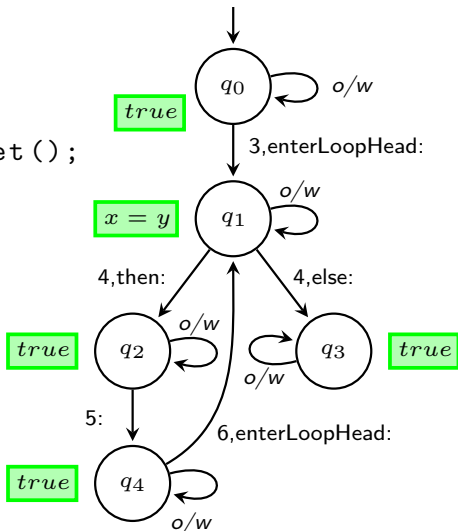 q0
o/w
true
et();
3,enterLoopHead:
x = y
q1
o/w
4,then:
4,else:
true
q2
o/w
o/w
q3
true
5:
6,enterLoopHead:
true
q4
o/w